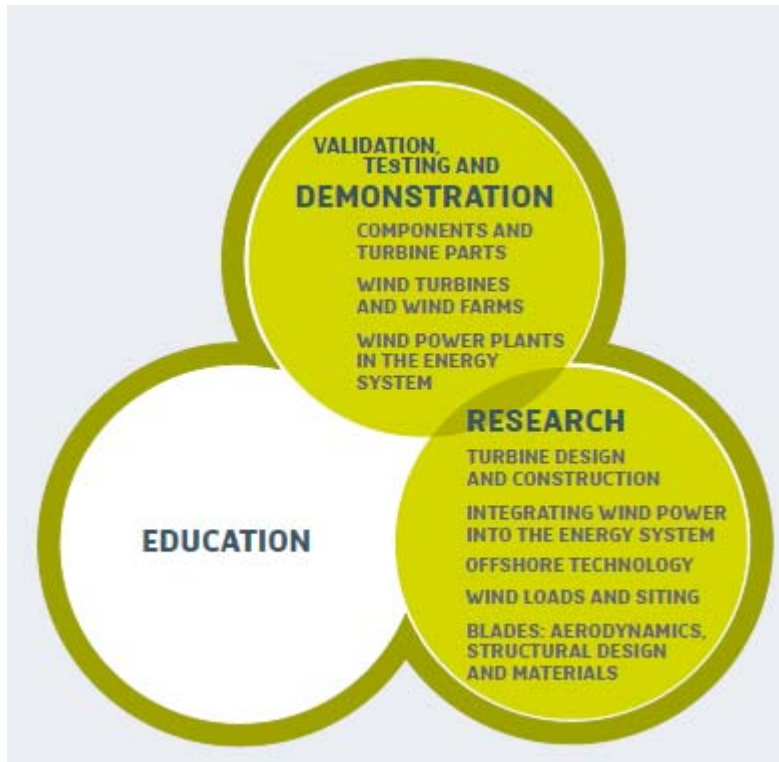 VALIDATION,
TESTING AND
DEMONSTRATION
COMPONENTS AND
TURBINE PARTS
WIND TURBINES
AND WIND FARMS
WIND POWER PLANTS
IN THE ENERGY
SYSTEM
RESEARCH
TURBINE DESIGN
AND CONSTRUCTION
INTEGRATING WIND POWER
INTO THE ENERGY SYSTEM
OFFSHORE TECHNOLOGY
WIND LOADS AND SITING
BLADES: AERODYNAMICS,
STRUCTURAL DESIGN
AND MATERIALS
EDUCATION